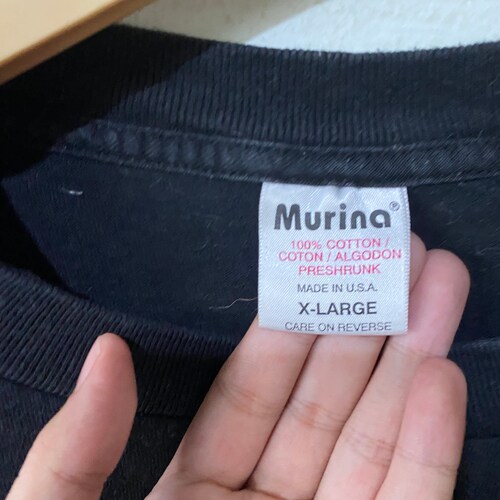 Murina®
100% COTTON /
COTON / ALGODON
PRESHRUNK
MADE IN U.S.A.
X-LARGE
CARE ON REVERSE